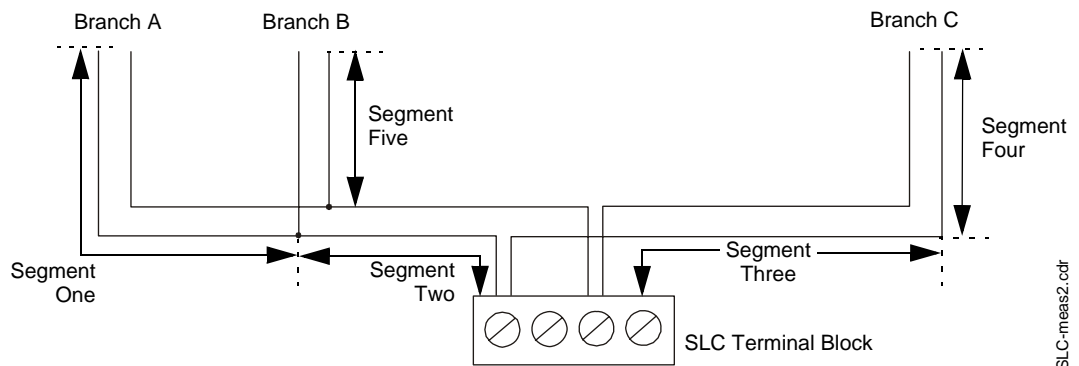 Branch A
Branch B
Branch C
Segment
Five
Segment
Four
Segment
One
Segment
Two
Segment
Three
SLC Terminal Block
SLC-meas2.cdr